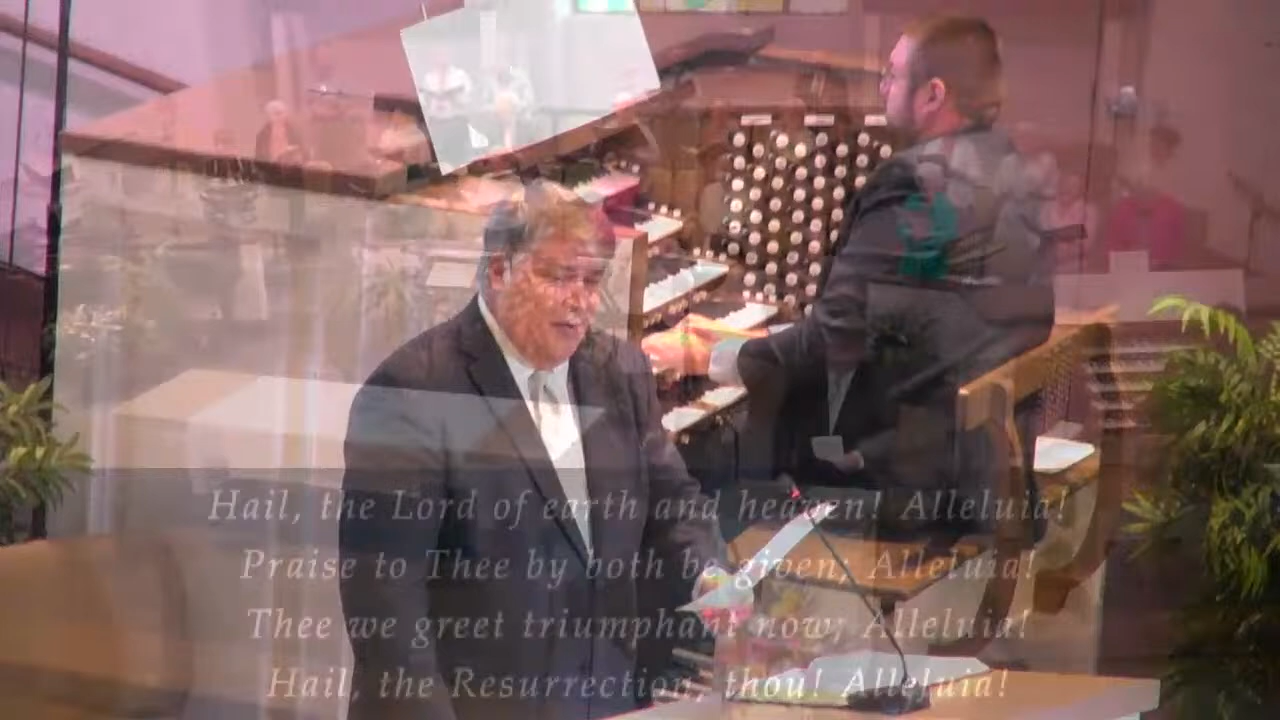 Hail, the Lord of earth and heaven! Alleluia!
Praise to Thee by both be given, Alleluia!
Thee we greet triumphant now; Alleluia!
Hail, the Resurrection, thou! Alleluia!